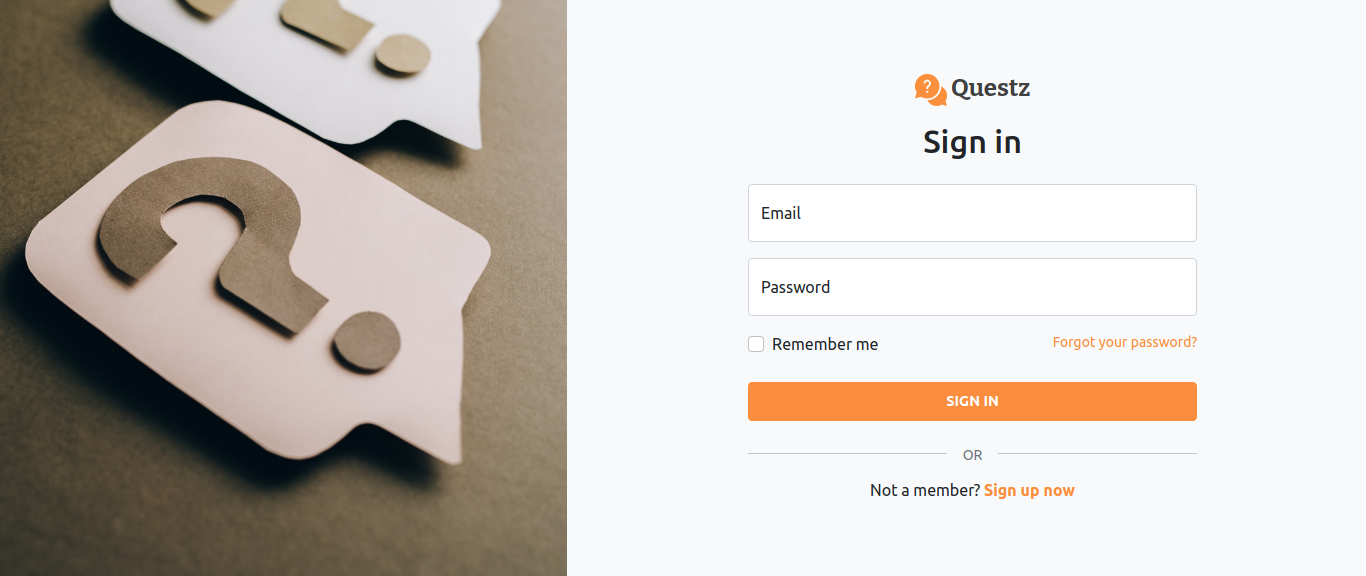 Questz
Sign in
Email
Password
Remember me
Forgot your password?
SIGN IN
OR
Not a member? Sign up now